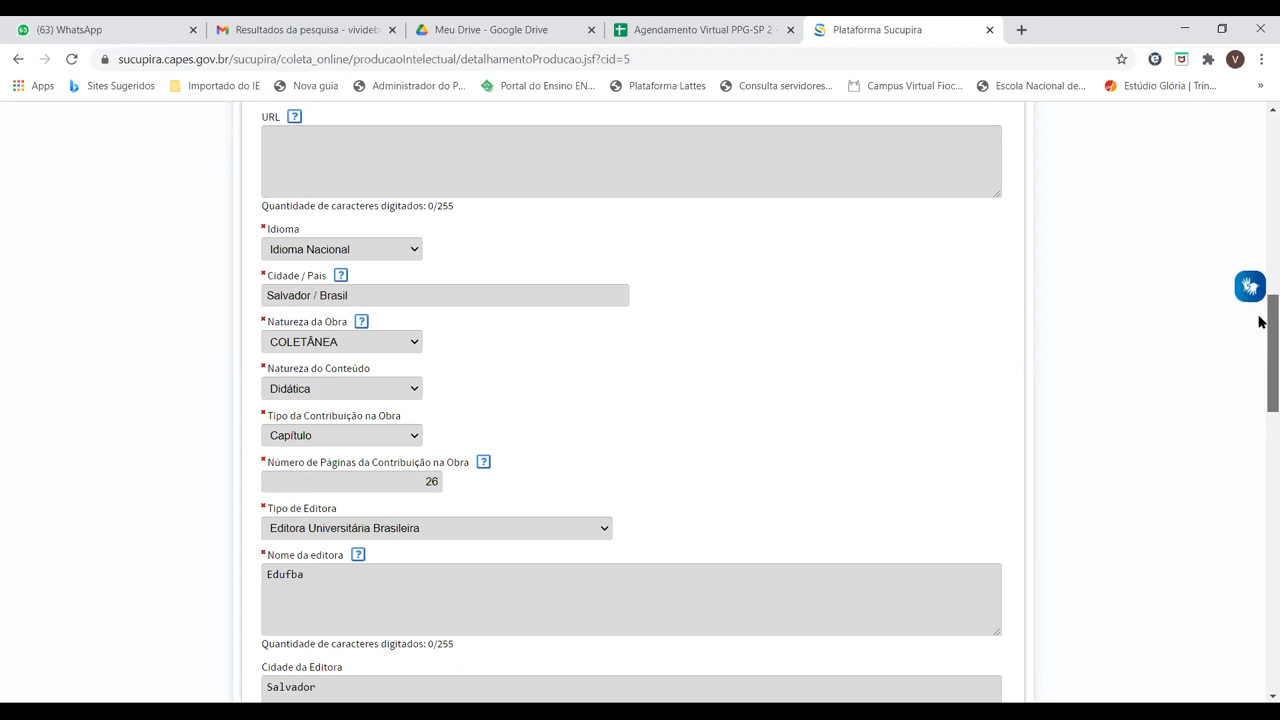 (63) WhatsApp
Resultados da pesquisa - vivideb
Meu Drive - Google Drive
Agendamento Virtual PPG-SP 2 -
Plataforma Sucupira
sucupira.capes.gov.br/sucupira/coleta_online/producaoIntelectual/detalhamentoProducao.jsf?cid=5
V
Apps
Sites Sugeridos
Importado do IE
Nova guia
Administrador do P...
Portal do Ensino EN...
Plataforma Lattes
Consulta servidores...
Campus Virtual Fioc...
Escola Nacional de...
Estúdio Glória | Trin...
»
URL ?
Quantidade de caracteres digitados: 0/255
* Idioma
Idioma Nacional
* Cidade / Pais ?
Salvador / Brasil
* Natureza da Obra ?
COLETÂNEA
* Natureza do Conteúdo
Didática
* Tipo da Contribuição na Obra
Capítulo
* Número de Páginas da Contribuição na Obra ?
26
* Tipo de Editora
Editora Universitária Brasileira
* Nome da editora ?
Edufba
Quantidade de caracteres digitados: 0/255
Cidade da Editora
Salvador